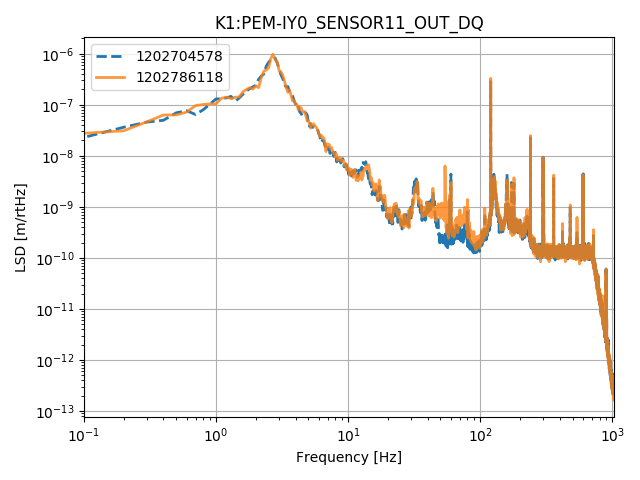 K1:PEM-IY0_SENSOR11_OUT_DQ
1202704578
1202786118
LSD [m/rtHz]
10⁻⁶
10⁻⁷
10⁻⁸
10⁻⁹
10⁻¹⁰
10⁻¹¹
10⁻¹²
10⁻¹³
10⁻¹ 10⁰ 10¹ 10² 10³
Frequency [Hz]